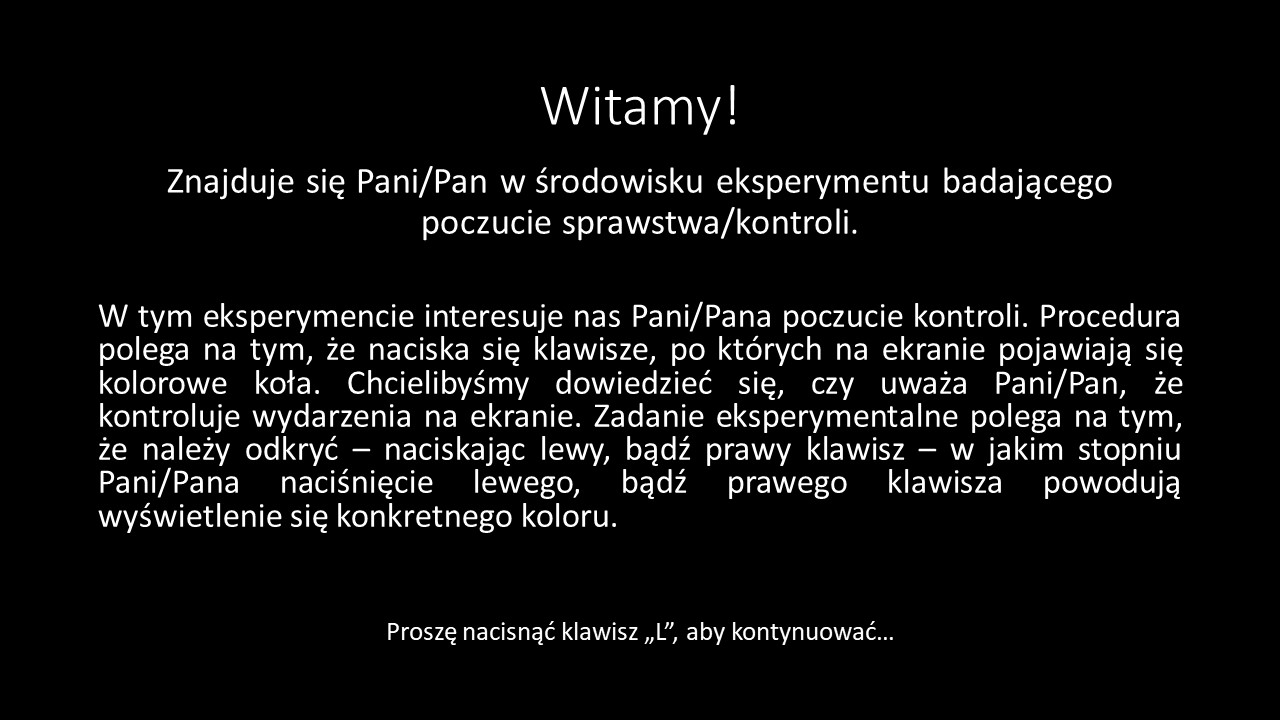 Witamy!
Znajduje się Pani/Pan w środowisku eksperymentu badającego
poczucie sprawstwa/kontroli.
W tym eksperymencie interesuje nas Pani/Pana poczucie kontroli. Procedura
polega na tym, że naciska się klawisze, po których na ekranie pojawiają się
kolorowe koła. Chcielibyśmy dowiedzieć się, czy uważa Pani/Pan, że
kontroluje wydarzenia na ekranie. Zadanie eksperymentalne polega na tym,
że należy odkryć – naciskając lewy, bądź prawy klawisz – w jakim stopniu
Pani/Pana naciśnięcie lewego, bądź prawego klawisza powodują
wyświetlenie się konkretnego koloru.
Proszę nacisnąć klawisz „L”, aby kontynuować…